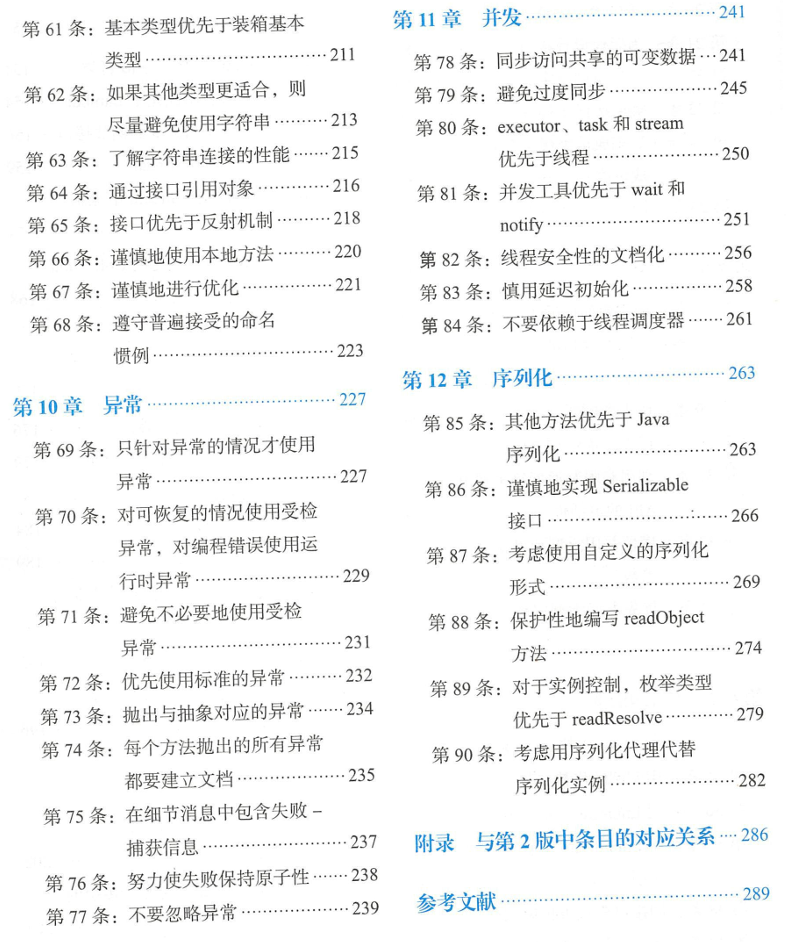 第 61 条：基本类型优先于装箱基本
类型……………………………211
第 62 条：如果其他类型更适合，则
尽量避免使用字符串………213
第 63 条：了解字符串连接的性能……215
第 64 条：通过接口引用对象…………216
第 65 条：接口优先于反射机制………218
第 66 条：谨慎地使用本地方法………220
第 67 条：谨慎地进行优化……………221
第 68 条：遵守普遍接受的命名
惯例……………………………223
第 10 章 异常……………………………227
第 69 条：只针对异常的情况才使用
异常……………………………227
第 70 条：对可恢复的情况使用受检
异常，对编程错误使用运
行时异常………………………229
第 71 条：避免不必要地使用受检
异常……………………………231
第 72 条：优先使用标准的异常………232
第 73 条：抛出与抽象对应的异常……234
第 74 条：每个方法抛出的所有异常
都要建立文档…………………235
第 75 条：在细节消息中包含失败 –
捕获信息………………………237
第 76 条：努力使失败保持原子性……238
第 77 条：不要忽略异常………………239
第 11 章 并发……………………………241
第 78 条：同步访问共享的可变数据…241
第 79 条：避免过度同步………………245
第 80 条：executor、task 和 stream
优先于线程……………………250
第 81 条：并发工具优先于 wait 和
notify……………………………251
第 82 条：线程安全性的文档化………256
第 83 条：慎用延迟初始化……………258
第 84 条：不要依赖于线程调度器……261
第 12 章 序列化…………………………263
第 85 条：其他方法优先于 Java
序列化…………………………263
第 86 条：谨慎地实现 Serializable
接口……………………………266
第 87 条：考虑使用自定义的序列化
形式……………………………269
第 88 条：保护性地编写 readObject
方法……………………………274
第 89 条：对于实例控制，枚举类型
优先于 readResolve…………279
第 90 条：考虑用序列化代理代替
序列化实例……………………282
附录 与第 2 版中条目的对应关系…286
参考文献…………………………………289